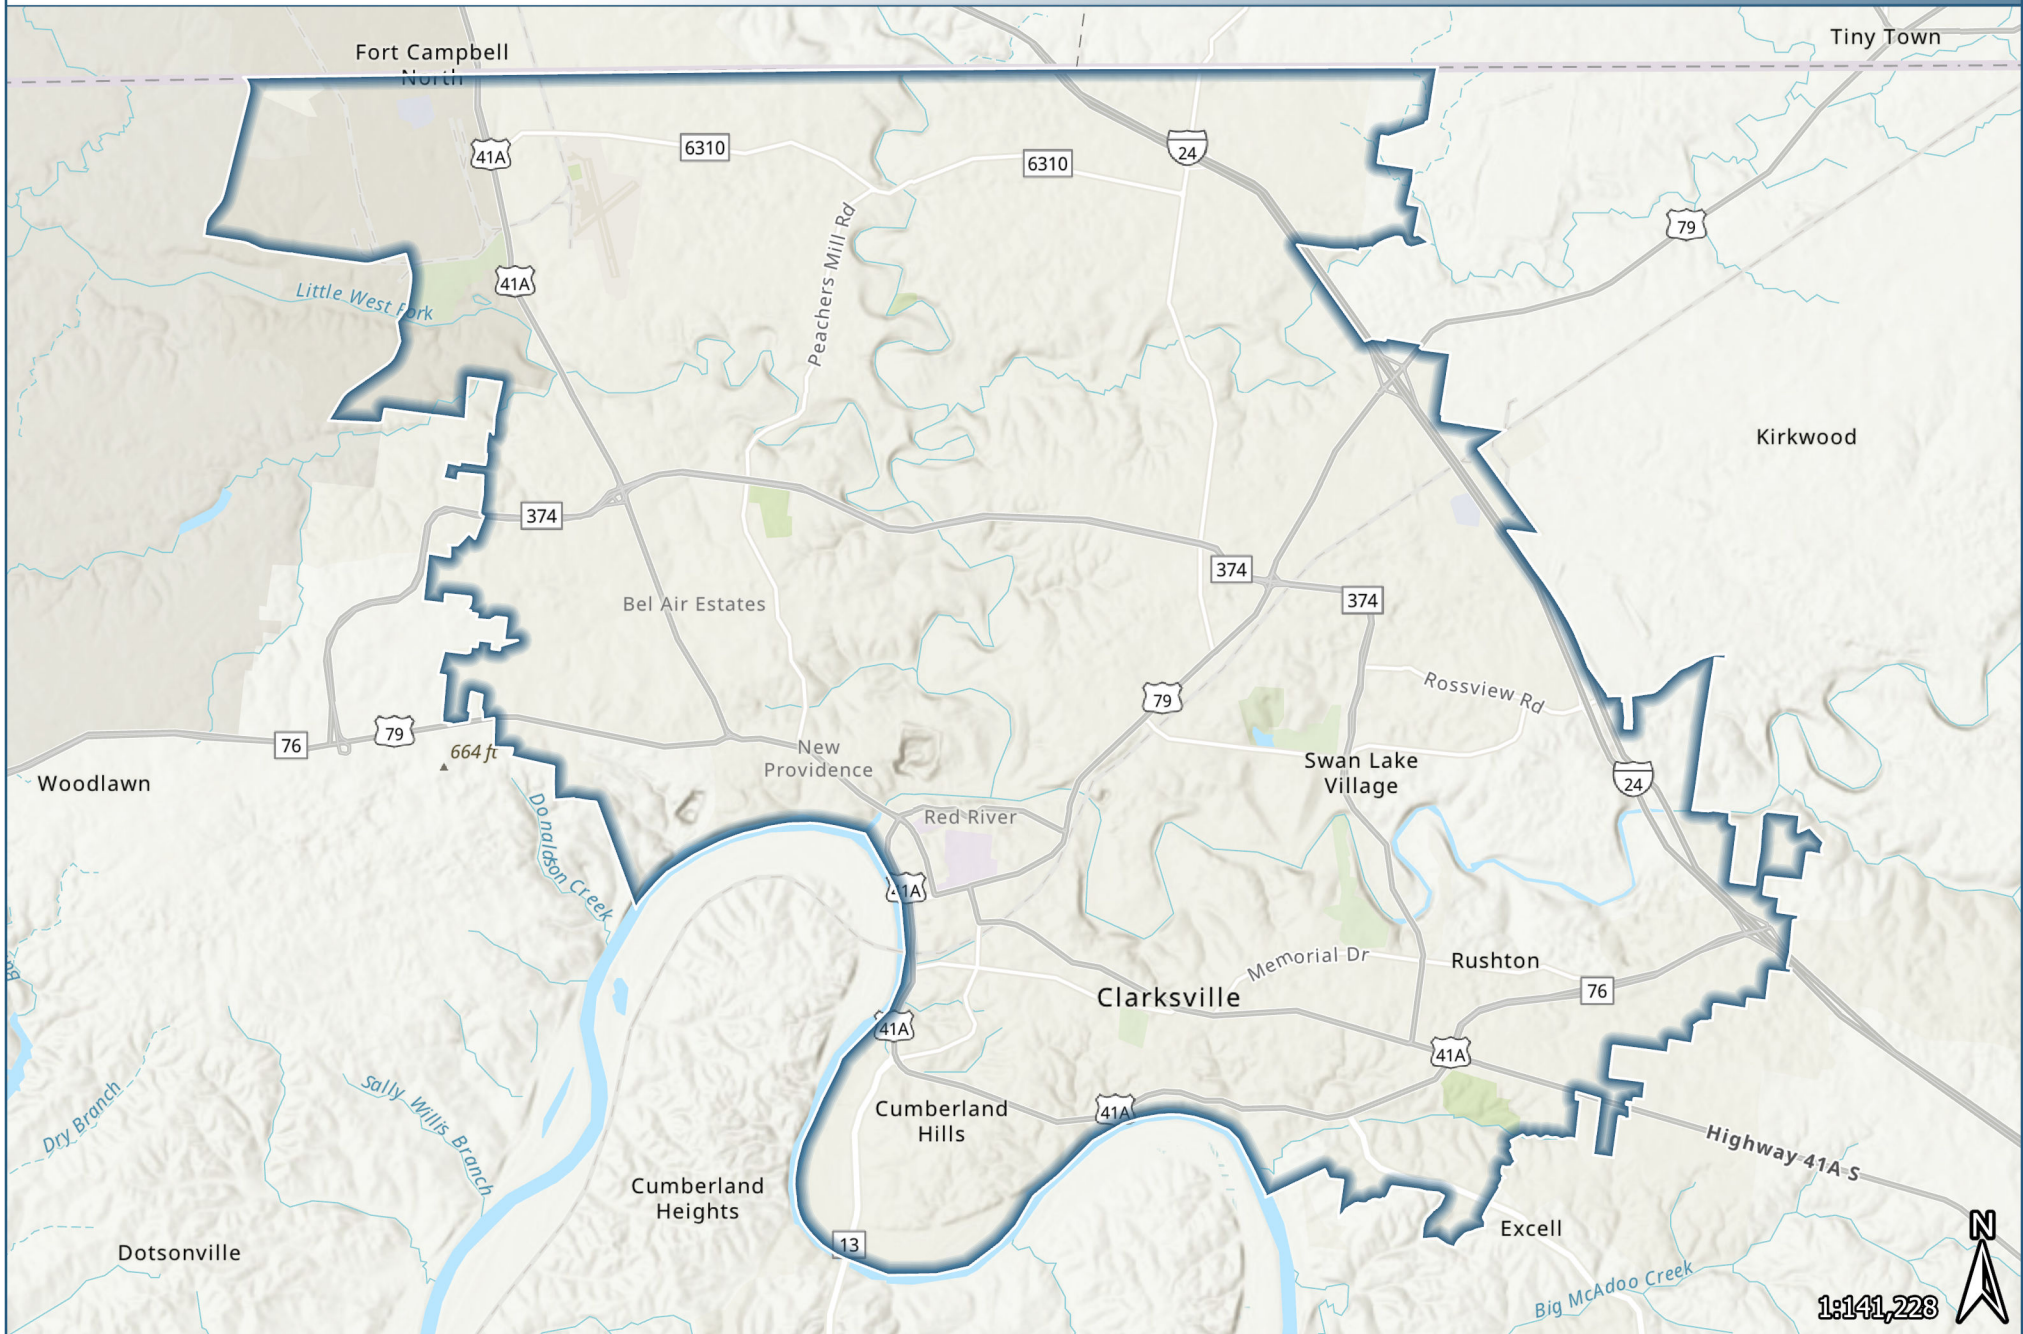 Tiny Town
Fort Campbell
North
41A
6310
6310
24
79
Peachers Mill Rd
41A
Little West Fork
Kirkwood
374
374
374
Bel Air Estates
79
Rossview Rd
76
79
664 ft
New
Providence
Swan Lake
Village
24
Woodlawn
Donaldson Creek
Red River
41A
Memorial Dr
Rushton
76
Clarksville
41A
41A
Dry Branch
Sally Willis Branch
41A
Cumberland
Hills
Highway 41A S
Cumberland
Heights
13
Excell
Dotsonville
N
Big McAdoo Creek
1:141,228